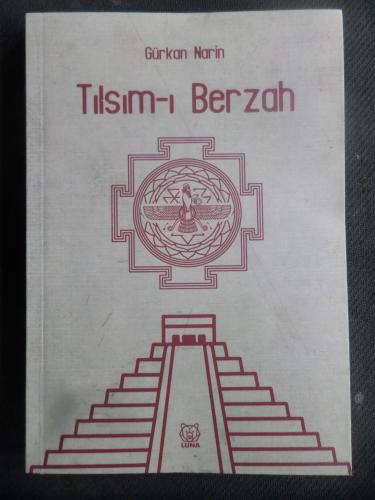 Gürkan Narin
Tılsım-ı Berzah
LUNA